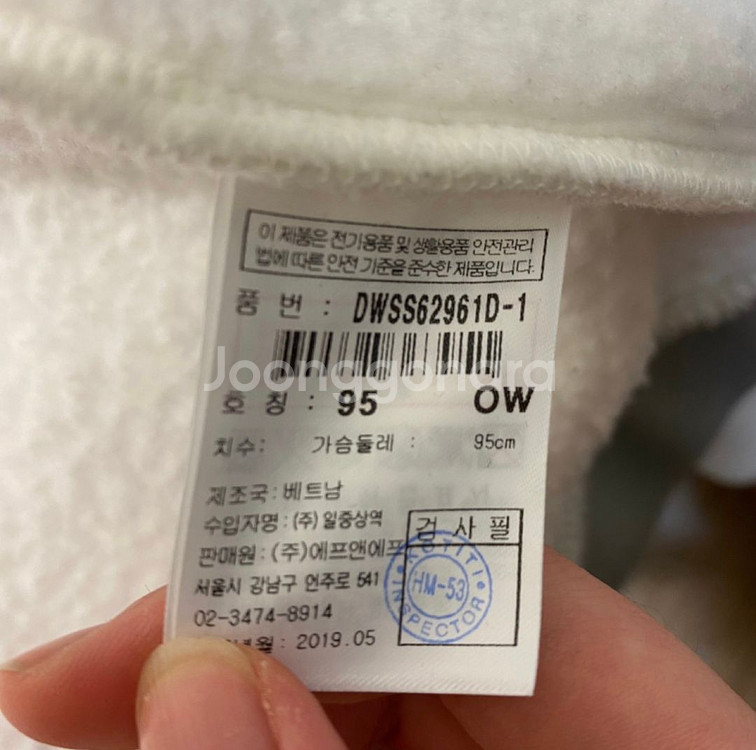 이 제품은 전기용품 및 생활용품 안전관리
법에 따른 안전 기준을 준수한 제품입니다.
품 번 : DWSS62961D-1
Joonggonara
호 칭 : 95 OW
치수: 가슴둘레 : 95cm
제조국 : 베트남
수입자명 : (주) 일중상역
판매원 : (주)에프앤에프
서울시 강남구 언주로 541
02-3474-8914
월 : 2019.05
검 사 필
KOTITI
HM-53
INSPECTOR